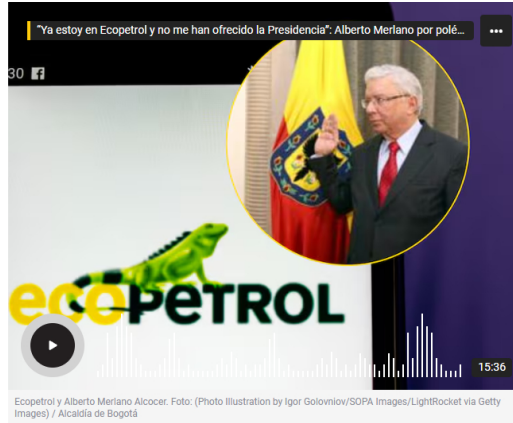 "Ya estoy en Ecopetrol y no me han ofrecido la Presidencia": Alberto Merlano por polé...
30
ecoPETROL
15:36
Ecopetrol y Alberto Merlano Alcocer. Foto: (Photo Illustration by Igor Golovniov/SOPA Images/LightRocket via Getty
Images) / Alcaldía de Bogotá